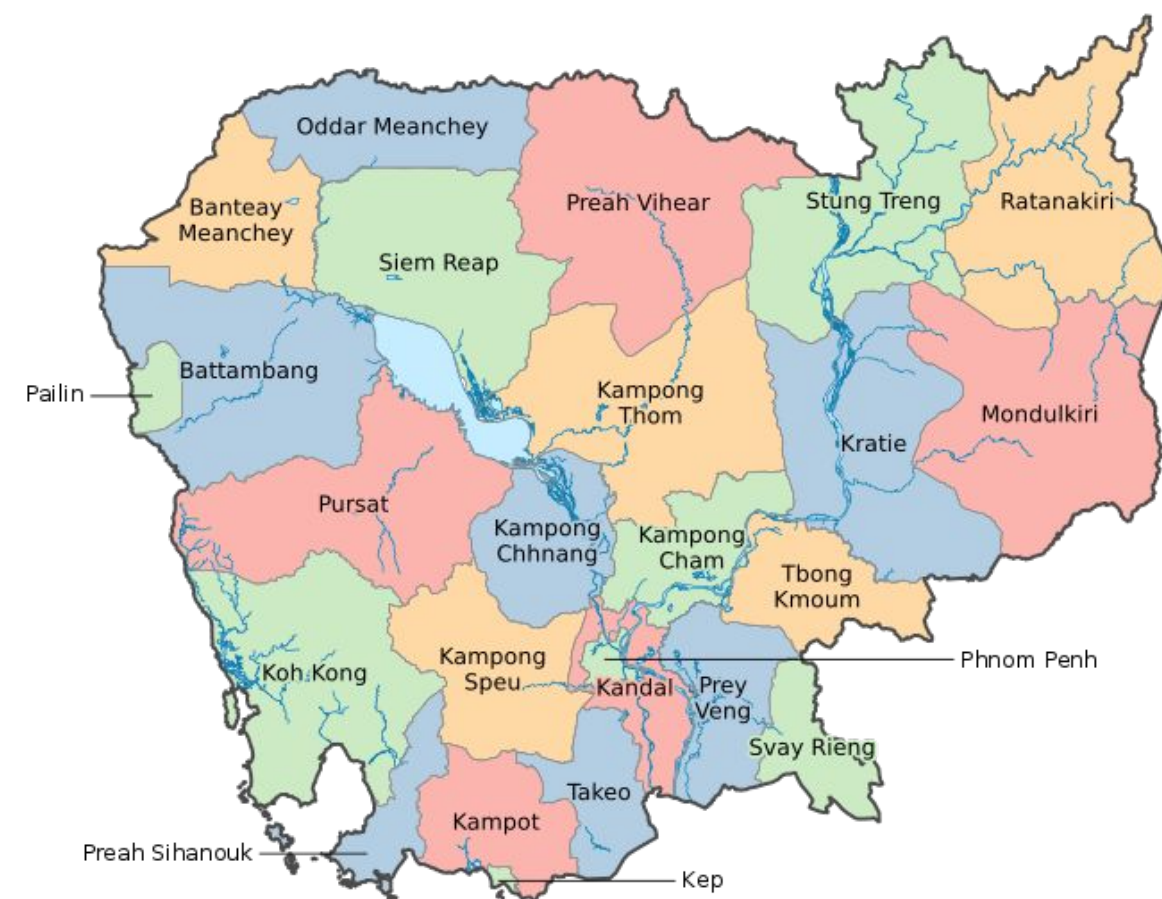 Oddar Meanchey
Banteay
Meanchey
Preah Vihear
Stung Treng
Ratanakiri
Siem Reap
Battambang
Pailin
Kampong
Thom
Mondulkiri
Kratie
Pursat
Kampong
Chhnang
Kampong
Cham
Tbong
Kmoum
Koh Kong
Kampong
Speu
Phnom Penh
Kandal
Prey
Veng
Svay Rieng
Takeo
Kampot
Preah Sihanouk
Kep